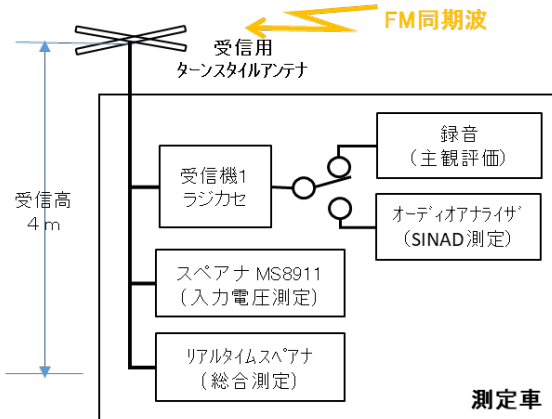 FM同期波
受信用
ターンスタイルアンテナ
受信高
4m
受信機1
ラジカセ
録音
(主観評価)
オーディオアナライザ
(SINAD測定)
スペアナ MS8911
(入力電圧測定)
リアルタイムスペアナ
(総合測定)
測定車